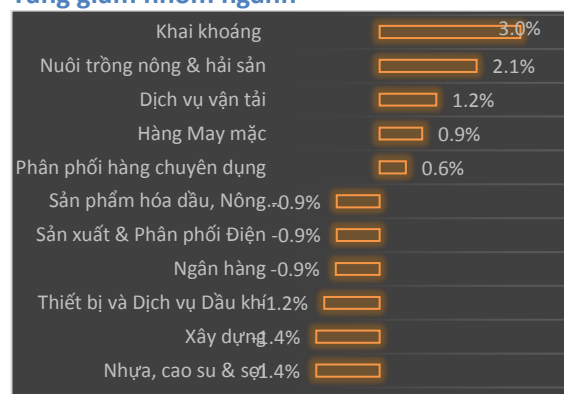 Tăng giảm nhóm ngành
Khai khoáng 3.0%
Nuôi trồng nông & hải sản 2.1%
Dịch vụ vận tải 1.2%
Hàng May mặc 0.9%
Phân phối hàng chuyên dụng 0.6%
Sản phẩm hóa dầu, Nông... -0.9%
Sản xuất & Phân phối Điện -0.9%
Ngân hàng -0.9%
Thiết bị và Dịch vụ Dầu khí -1.2%
Xây dựng -1.4%
Nhựa, cao su & sợi -1.4%